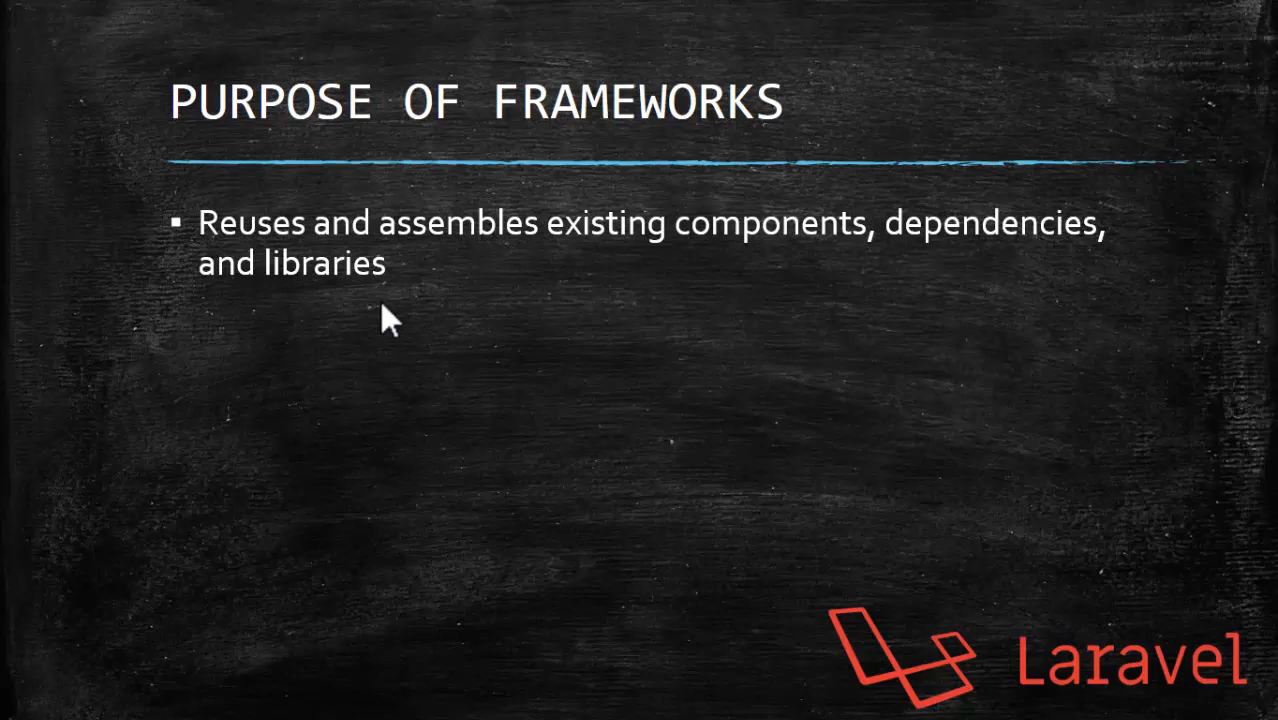 PURPOSE OF FRAMEWORKS
▪ Reuses and assembles existing components, dependencies,
and libraries
Laravel